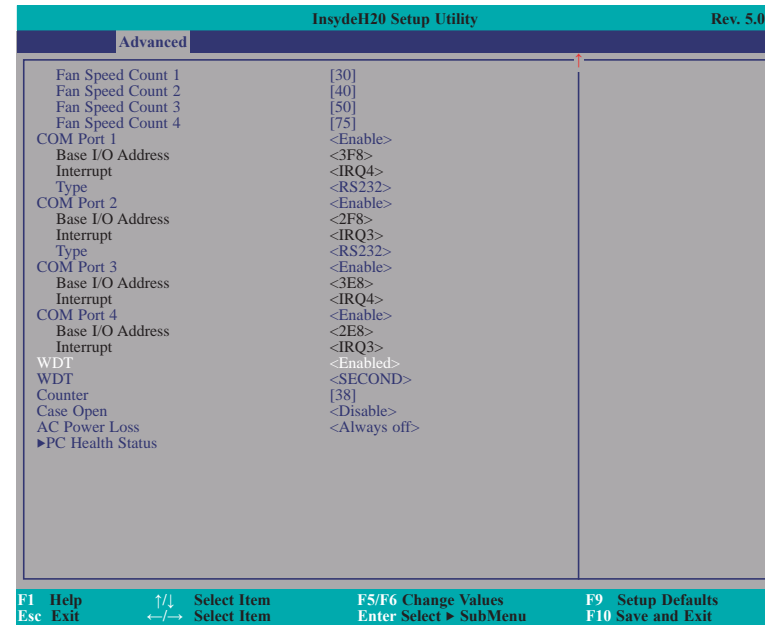 InsydeH20 Setup Utility Rev. 5.0
Advanced
↑
Fan Speed Count 1 [30]
Fan Speed Count 2 [40]
Fan Speed Count 3 [50]
Fan Speed Count 4 [75]
COM Port 1 <Enable>
Base I/O Address <3F8>
Interrupt <IRQ4>
Type <RS232>
COM Port 2 <Enable>
Base I/O Address <2F8>
Interrupt <IRQ3>
Type <RS232>
COM Port 3 <Enable>
Base I/O Address <3E8>
Interrupt <IRQ4>
COM Port 4 <Enable>
Base I/O Address <2E8>
Interrupt <IRQ3>
WDT <Enabled>
WDT <SECOND>
Counter [38]
Case Open <Disable>
AC Power Loss <Always off>
▶PC Health Status
F1 Help ↑/↓ Select Item F5/F6 Change Values F9 Setup Defaults
Esc Exit ←/→ Select Item Enter Select ▶ SubMenu F10 Save and Exit